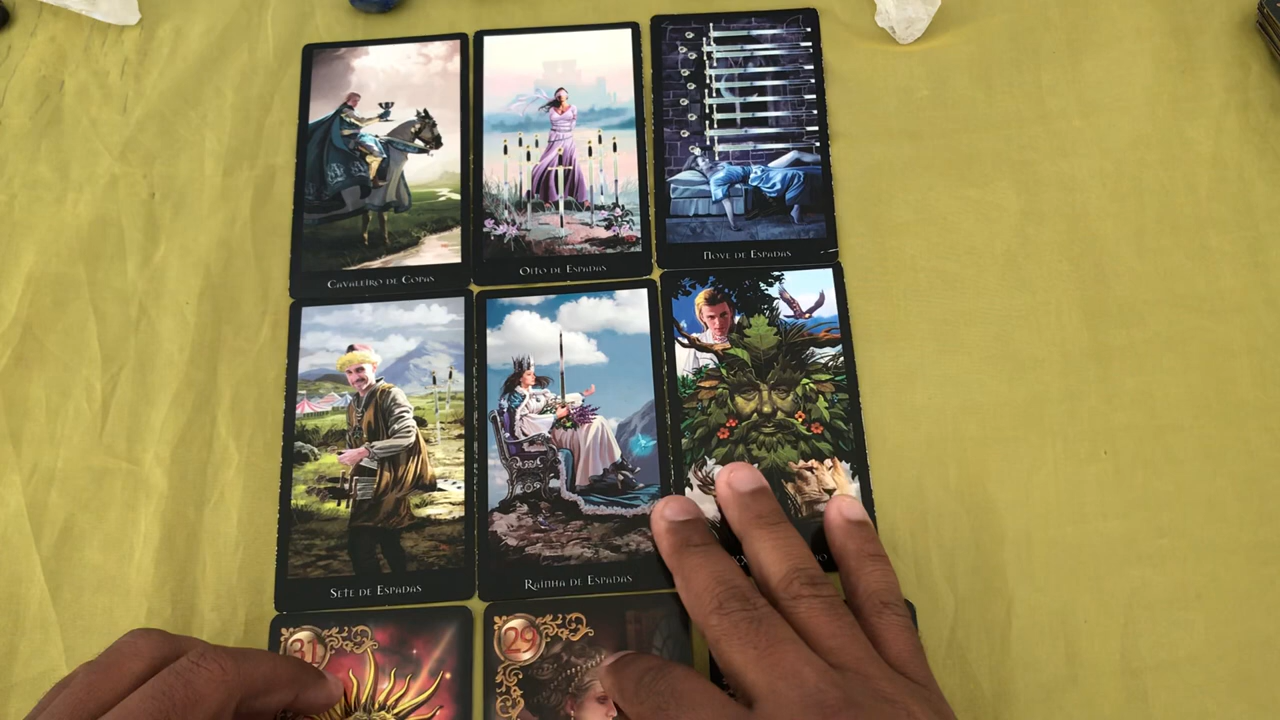 Cavaleiro de Copas
Oito de Espadas
Nove de Espadas
Sete de Espadas
Rainha de Espadas
31
29